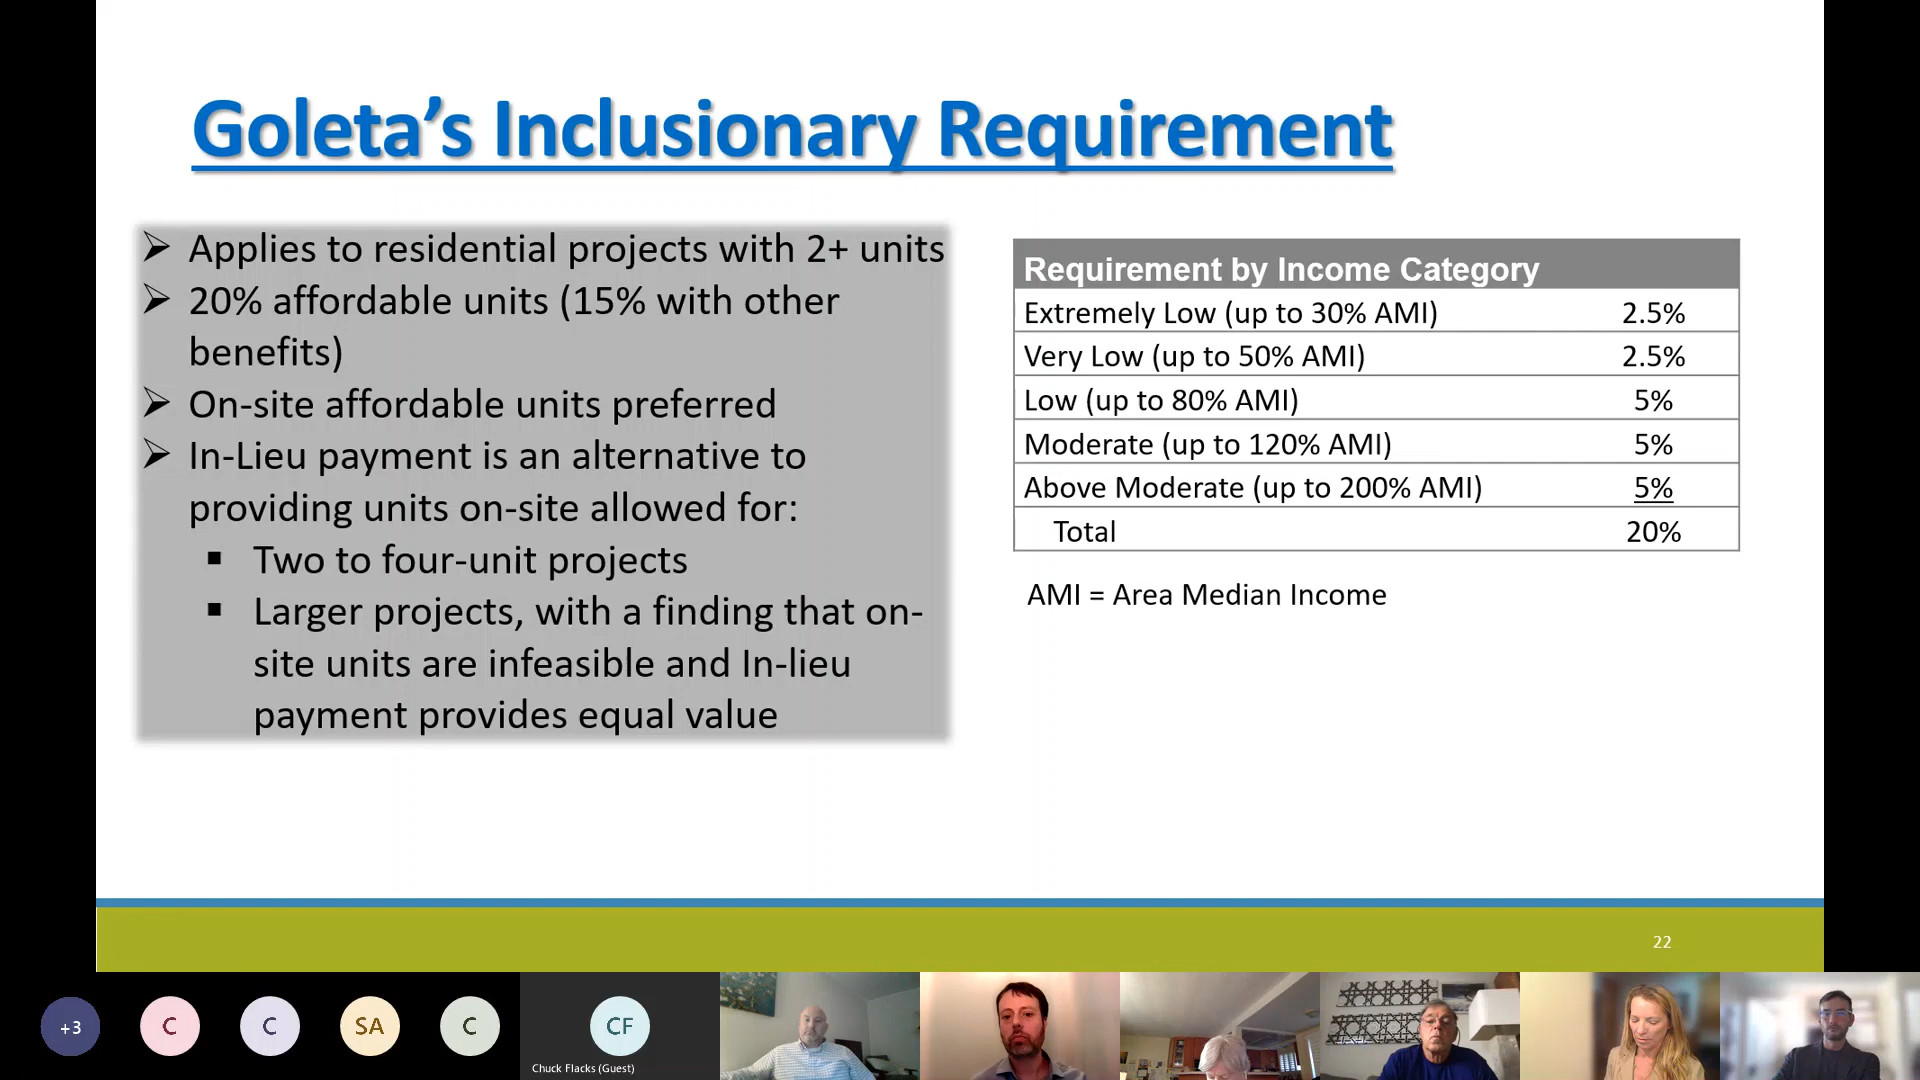 Goleta’s Inclusionary Requirement
➢ Applies to residential projects with 2+ units
➢ 20% affordable units (15% with other
benefits)
➢ On-site affordable units preferred
➢ In-Lieu payment is an alternative to
providing units on-site allowed for:
▪ Two to four-unit projects
▪ Larger projects, with a finding that on-
site units are infeasible and In-lieu
payment provides equal value
Requirement by Income Category
Extremely Low (up to 30% AMI) 2.5%
Very Low (up to 50% AMI) 2.5%
Low (up to 80% AMI) 5%
Moderate (up to 120% AMI) 5%
Above Moderate (up to 200% AMI) 5%
Total 20%
AMI = Area Median Income
22
+3
C
C
SA
C
CF
Chuck Flacks (Guest)